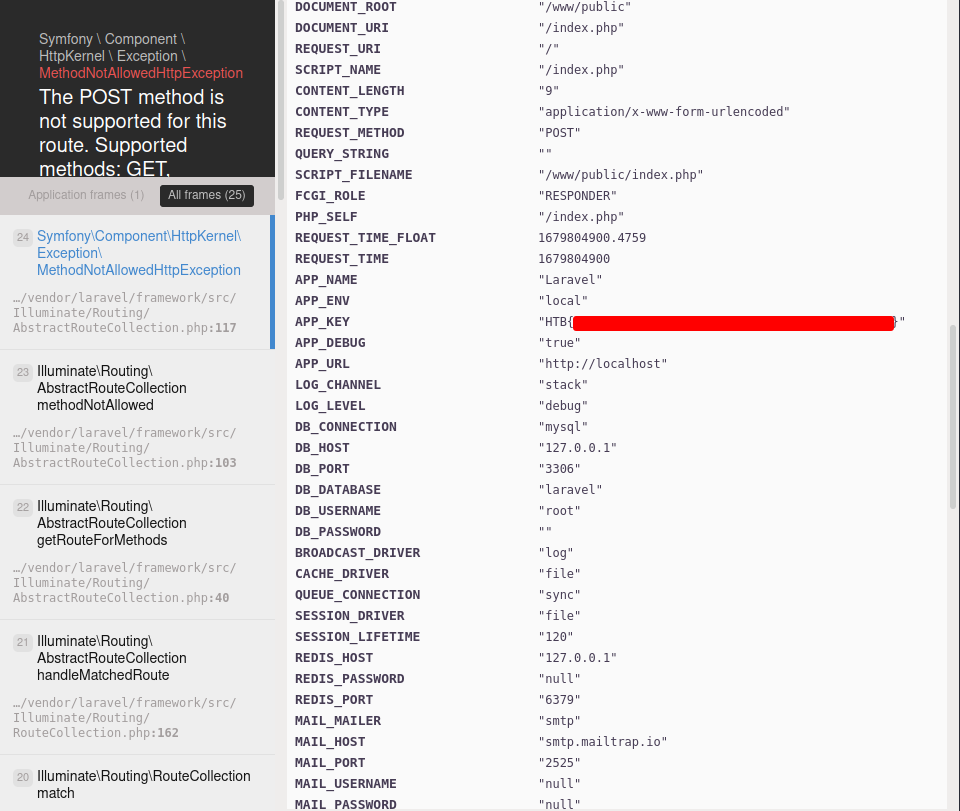 Symfony \ Component \
HttpKernel \ Exception \
MethodNotAllowedHttpException
The POST method is
not supported for this
route. Supported
methods: GET,
Application frames (1)
All frames (25)
24 Symfony\Component\HttpKernel\
Exception\
MethodNotAllowedHttpException
…/vendor/laravel/framework/src/
Illuminate/Routing/
AbstractRouteCollection.php:117
23 Illuminate\Routing\
AbstractRouteCollection
methodNotAllowed
…/vendor/laravel/framework/src/
Illuminate/Routing/
AbstractRouteCollection.php:103
22 Illuminate\Routing\
AbstractRouteCollection
getRouteForMethods
…/vendor/laravel/framework/src/
Illuminate/Routing/
AbstractRouteCollection.php:40
21 Illuminate\Routing\
AbstractRouteCollection
handleMatchedRoute
…/vendor/laravel/framework/src/
Illuminate/Routing/
RouteCollection.php:162
20 Illuminate\Routing\RouteCollection
match
DOCUMENT_ROOT "/www/public"
DOCUMENT_URI "/index.php"
REQUEST_URI "/"
SCRIPT_NAME "/index.php"
CONTENT_LENGTH "9"
CONTENT_TYPE "application/x-www-form-urlencoded"
REQUEST_METHOD "POST"
QUERY_STRING ""
SCRIPT_FILENAME "/www/public/index.php"
FCGI_ROLE "RESPONDER"
PHP_SELF "/index.php"
REQUEST_TIME_FLOAT 1679804900.4759
REQUEST_TIME 1679804900
APP_NAME "Laravel"
APP_ENV "local"
APP_KEY "HTB{ }"
APP_DEBUG "true"
APP_URL "http://localhost"
LOG_CHANNEL "stack"
LOG_LEVEL "debug"
DB_CONNECTION "mysql"
DB_HOST "127.0.0.1"
DB_PORT "3306"
DB_DATABASE "laravel"
DB_USERNAME "root"
DB_PASSWORD ""
BROADCAST_DRIVER "log"
CACHE_DRIVER "file"
QUEUE_CONNECTION "sync"
SESSION_DRIVER "file"
SESSION_LIFETIME "120"
REDIS_HOST "127.0.0.1"
REDIS_PASSWORD "null"
REDIS_PORT "6379"
MAIL_MAILER "smtp"
MAIL_HOST "smtp.mailtrap.io"
MAIL_PORT "2525"
MAIL_USERNAME "null"
MAIL_PASSWORD "null"